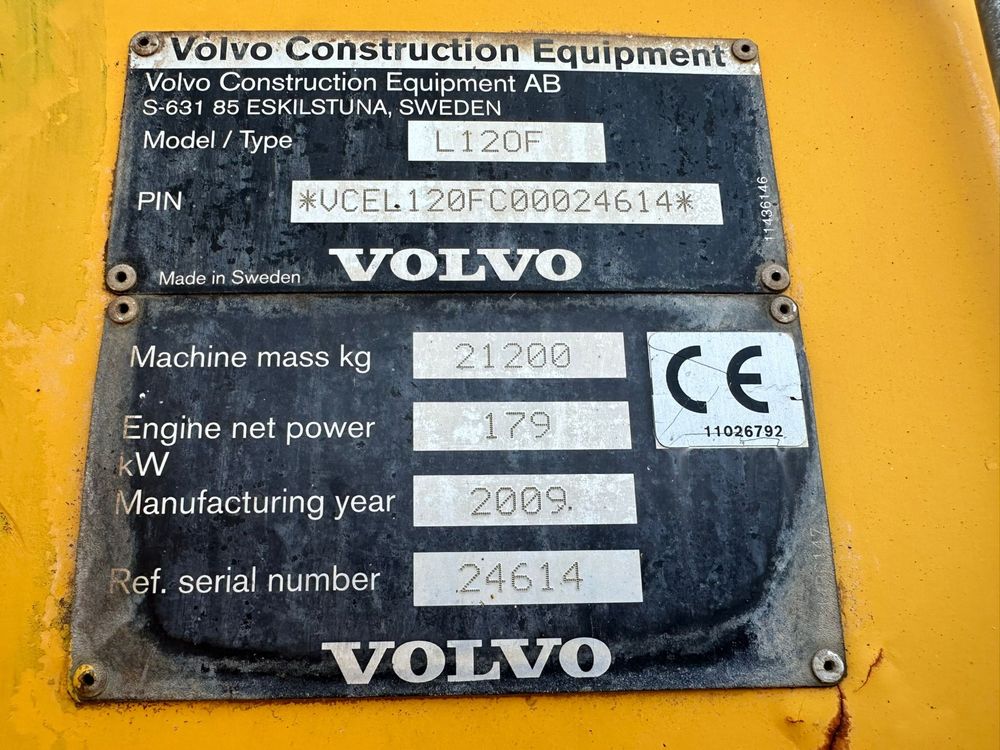 Volvo Construction Equipment
Volvo Construction Equipment AB
S-631 85 ESKILSTUNA, SWEDEN
Model / Type L120F
PIN *VCEL120FC00024614*
11436146
Made in Sweden VOLVO
Machine mass kg 21200
CE
11026792
Engine net power 179
kW
Manufacturing year 2009
Ref. serial number 24614
VOLVO